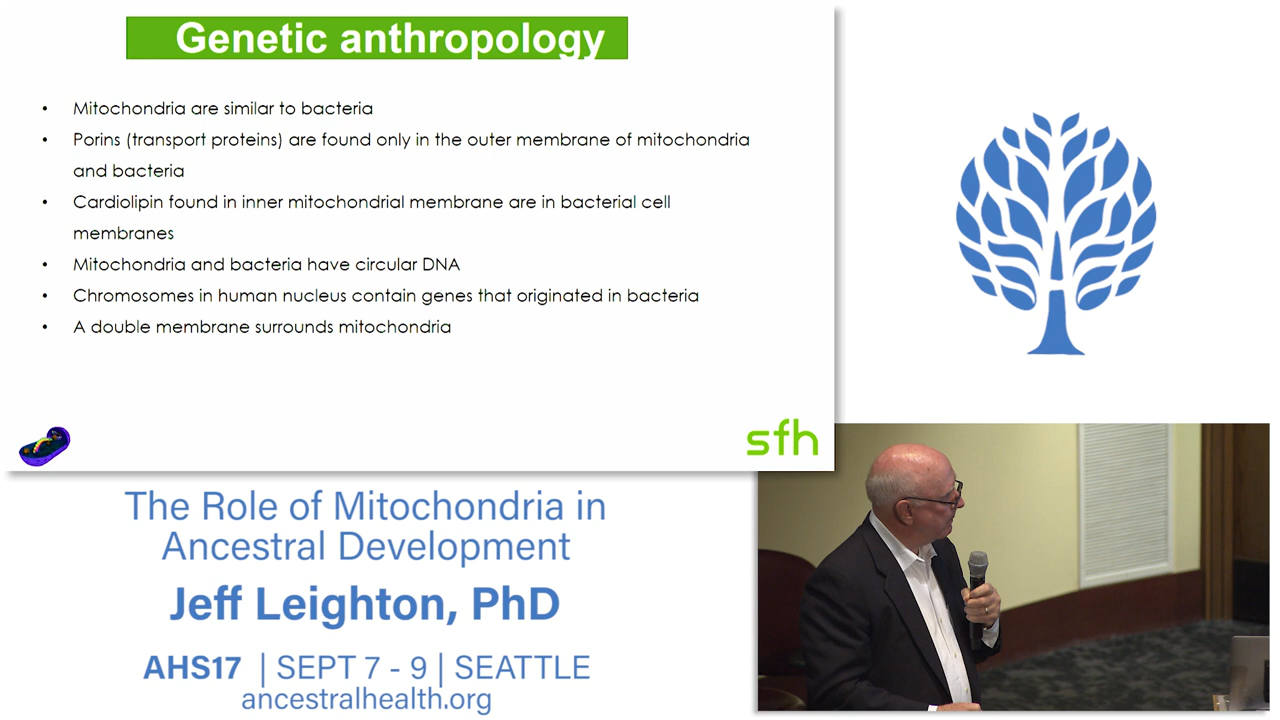 Genetic anthropology
• Mitochondria are similar to bacteria
• Porins (transport proteins) are found only in the outer membrane of mitochondria
and bacteria
• Cardiolipin found in inner mitochondrial membrane are in bacterial cell
membranes
• Mitochondria and bacteria have circular DNA
• Chromosomes in human nucleus contain genes that originated in bacteria
• A double membrane surrounds mitochondria
sfh
The Role of Mitochondria in
Ancestral Development
Jeff Leighton, PhD
AHS17 | SEPT 7 - 9 | SEATTLE
ancestralhealth.org